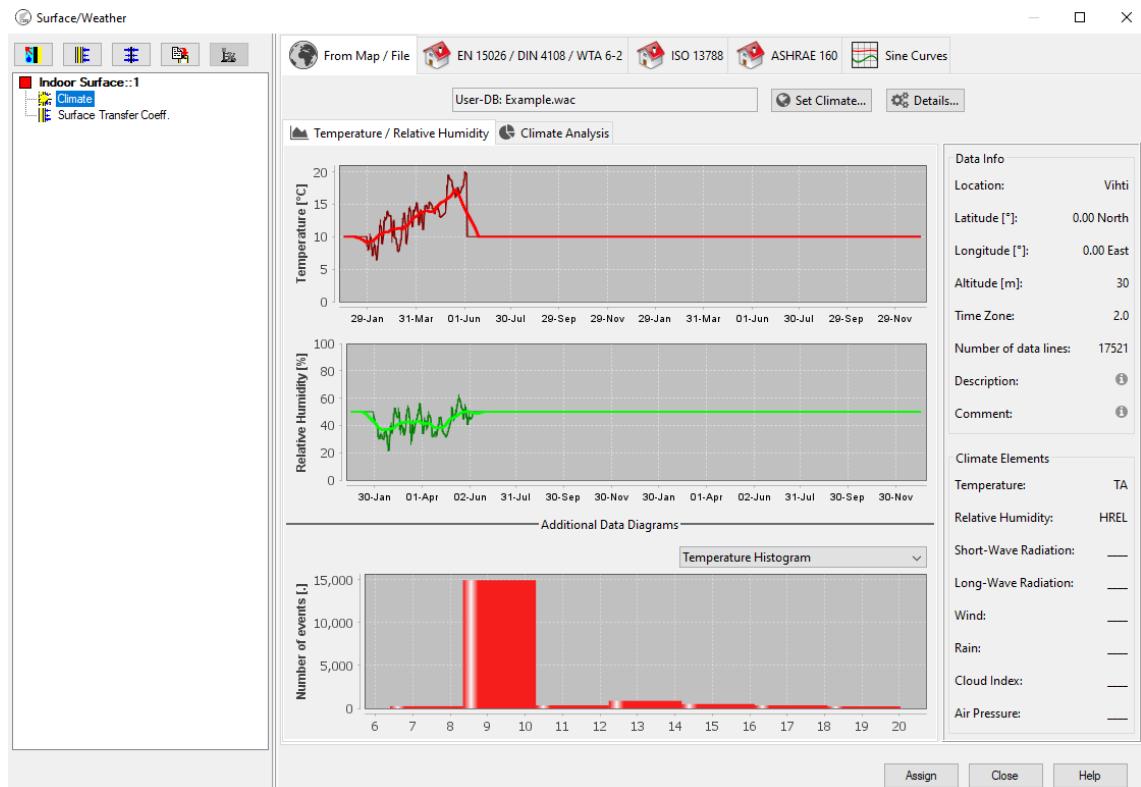 Surface/Weather
Indoor Surface::1
Climate
Surface Transfer Coeff.
From Map / File
EN 15026 / DIN 4108 / WTA 6-2
ISO 13788
ASHRAE 160
Sine Curves
User-DB: Example.wac
Set Climate...
Details...
Temperature / Relative Humidity
Climate Analysis
Temperature [°C]
20
15
10
5
0
29-Jan 31-Mar 01-Jun 30-Jul 29-Sep 29-Nov 29-Jan 31-Mar 01-Jun 30-Jul 29-Sep 29-Nov
Relative Humidity [%]
100
80
60
40
20
0
30-Jan 01-Apr 02-Jun 31-Jul 30-Sep 30-Nov 30-Jan 01-Apr 02-Jun 31-Jul 30-Sep 30-Nov
Additional Data Diagrams
Temperature Histogram
Number of events [.]
15,000
10,000
5,000
0
6 7 8 9 10 11 12 13 14 15 16 17 18 19 20
Data Info
Location: Vihti
Latitude [°]: 0.00 North
Longitude [°]: 0.00 East
Altitude [m]: 30
Time Zone: 2.0
Number of data lines: 17521
Description:
Comment:
Climate Elements
Temperature: TA
Relative Humidity: HREL
Short-Wave Radiation: ___
Long-Wave Radiation: ___
Wind: ___
Rain: ___
Cloud Index: ___
Air Pressure: ___
Assign
Close
Help